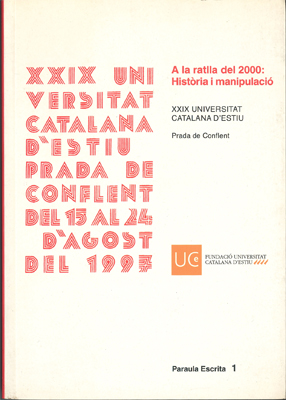 XXIX UNI
VERSITAT
CATALANA
D'ESTIU
PRADA DE
CONFLENT
DEL 15 AL 24
D'AGOST
DEL 1997
A la ratlla del 2000:
Història i manipulació
XXIX UNIVERSITAT
CATALANA D'ESTIU
Prada de Conflent
UCe
FUNDACIÓ UNIVERSITAT
CATALANA D'ESTIU
Paraula Escrita 1